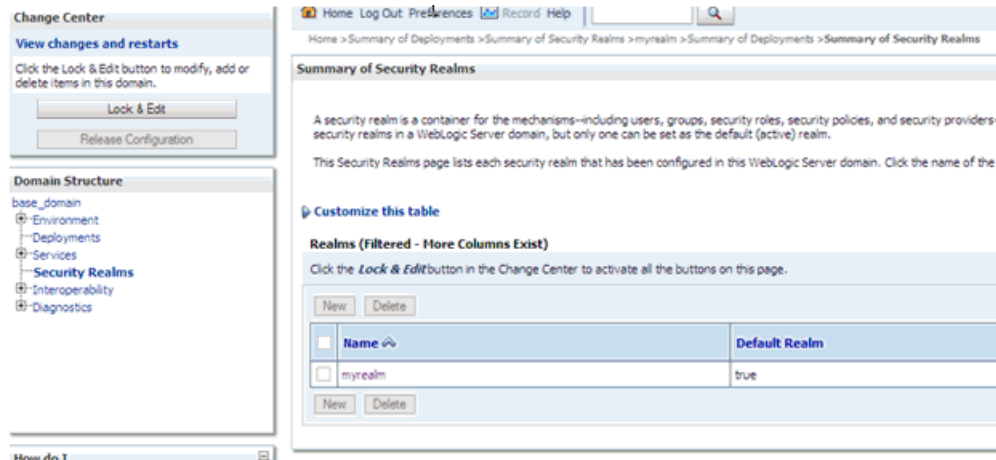 Change Center
View changes and restarts
Click the Lock & Edit button to modify, add or
delete items in this domain.
Lock & Edit
Release Configuration
Domain Structure
base_domain
Environment
Deployments
Services
Security Realms
Interoperability
Diagnostics
How do I
Home Log Out Preferences Record Help
Home >Summary of Deployments >Summary of Security Realms >myrealm >Summary of Deployments >Summary of Security Realms
Summary of Security Realms
A security realm is a container for the mechanisms--including users, groups, security roles, security policies, and security providers-
security realms in a WebLogic Server domain, but only one can be set as the default (active) realm.
This Security Realms page lists each security realm that has been configured in this WebLogic Server domain. Click the name of the
Customize this table
Realms (Filtered - More Columns Exist)
Click the Lock & Edit button in the Change Center to activate all the buttons on this page.
New Delete
Name Default Realm
myrealm true
New Delete